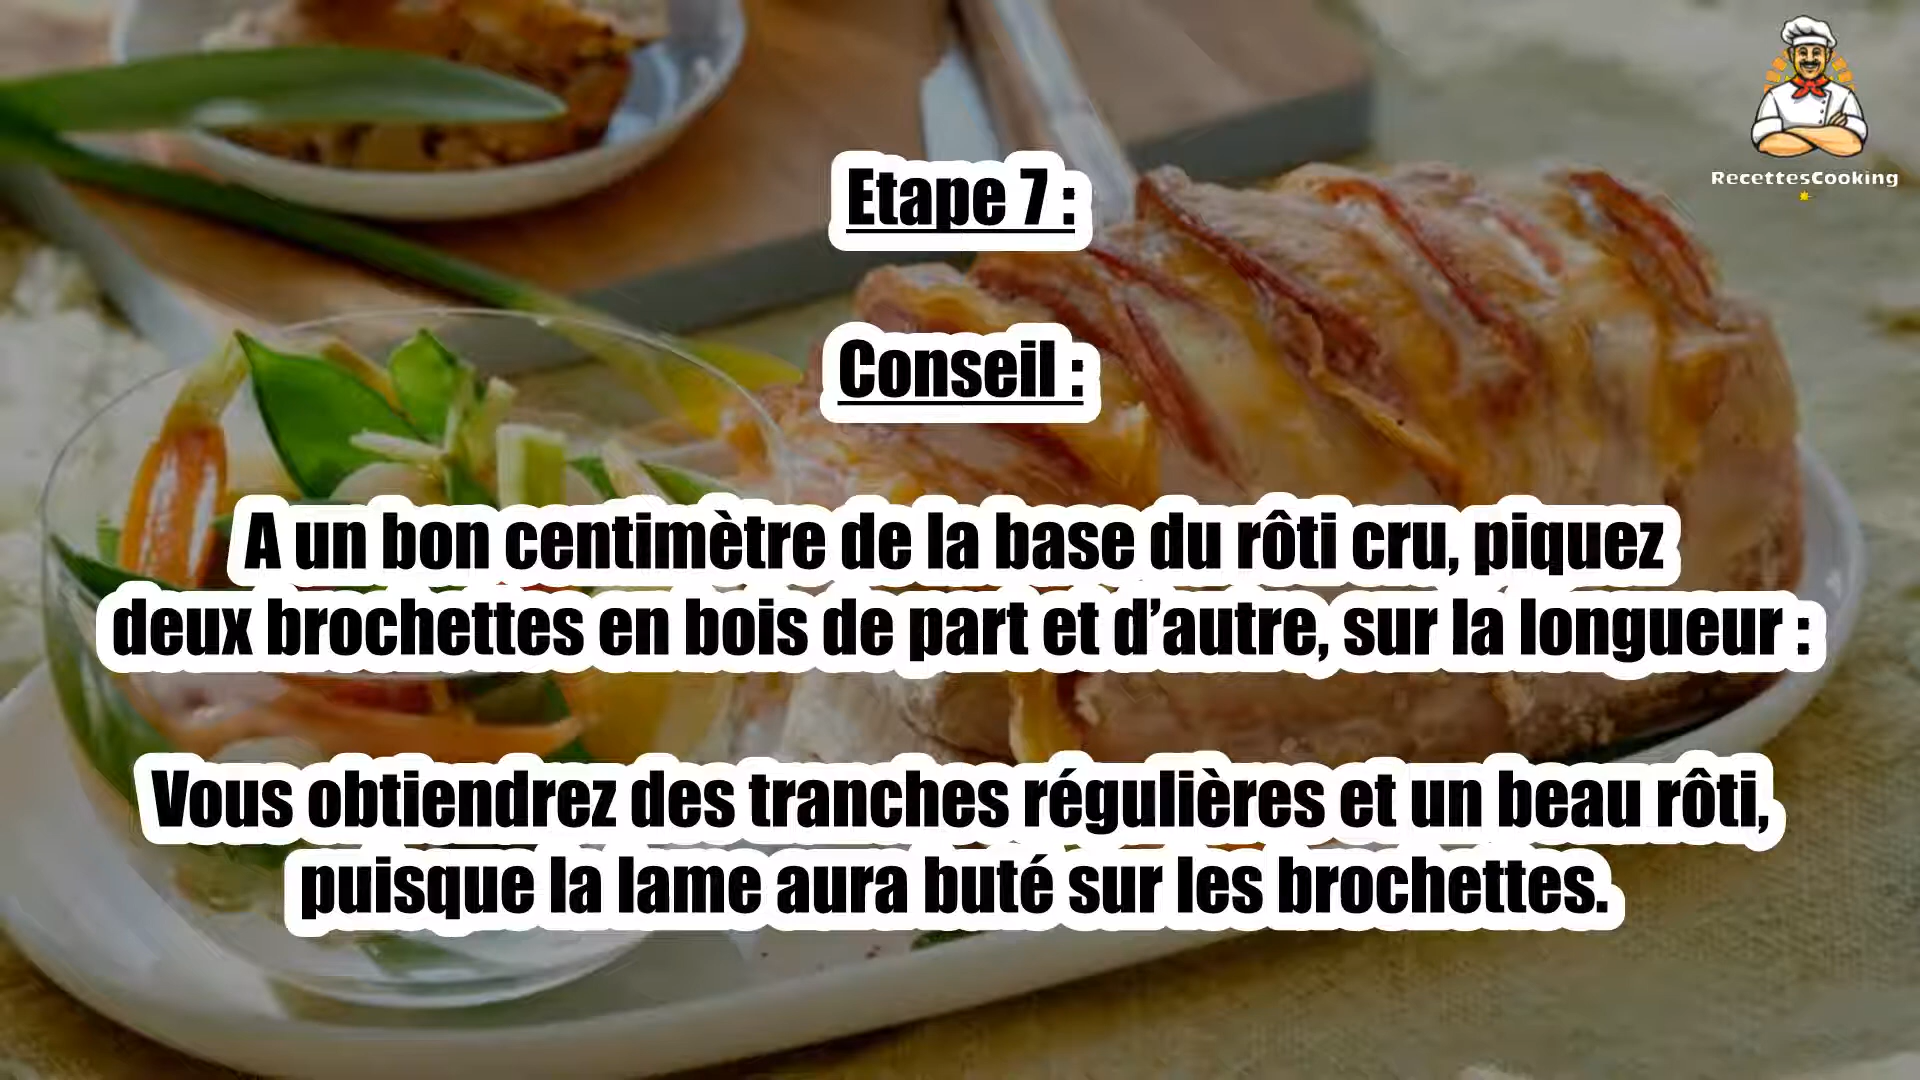 RecettesCooking
Etape 7 :
Conseil :
A un bon centimètre de la base du rôti cru, piquez
deux brochettes en bois de part et d’autre, sur la longueur :
Vous obtiendrez des tranches régulières et un beau rôti,
puisque la lame aura buté sur les brochettes.